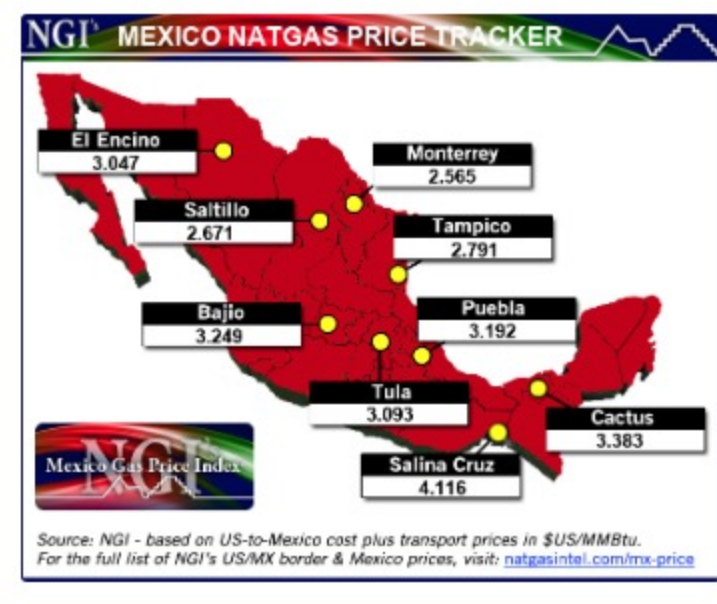 NGI's MEXICO NATGAS PRICE TRACKER
El Encino
3.047
Monterrey
2.565
Saltillo
2.671
Tampico
2.791
Bajio
3.249
Puebla
3.192
Tula
3.093
Cactus
3.383
Salina Cruz
4.116
NGI's
Mexico Gas Price Index
Source: NGI - based on US-to-Mexico cost plus transport prices in $US/MMBtu.
For the full list of NGI's US/MX border & Mexico prices, visit: natgasintel.com/mx-price